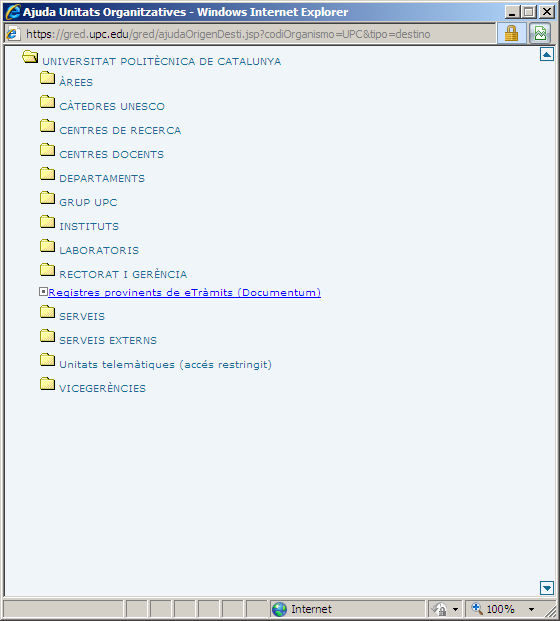 Ajuda Unitats Organitzatives - Windows Internet Explorer
https://gred.upc.edu/gred/ajudaOrigenDesti.jsp?codiOrganismo=UPC&tipo=destino
UNIVERSITAT POLITÈCNICA DE CATALUNYA
ÀREES
CÀTEDRES UNESCO
CENTRES DE RECERCA
CENTRES DOCENTS
DEPARTAMENTS
GRUP UPC
INSTITUTS
LABORATORIS
RECTORAT I GERÈNCIA
Registres provinents de eTràmits (Documentum)
SERVEIS
SERVEIS EXTERNS
Unitats telemàtiques (accés restringit)
VICEGERÈNCIES
Internet
100%